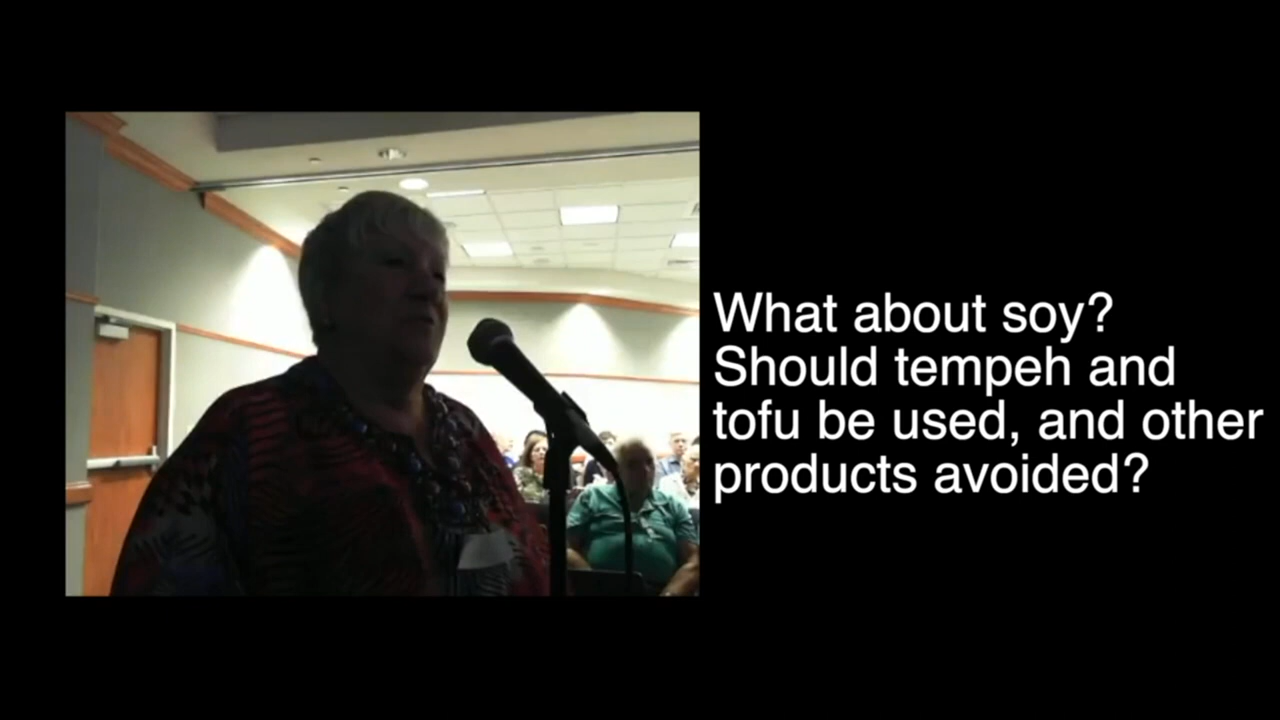 What about soy?
Should tempeh and
tofu be used, and other
products avoided?